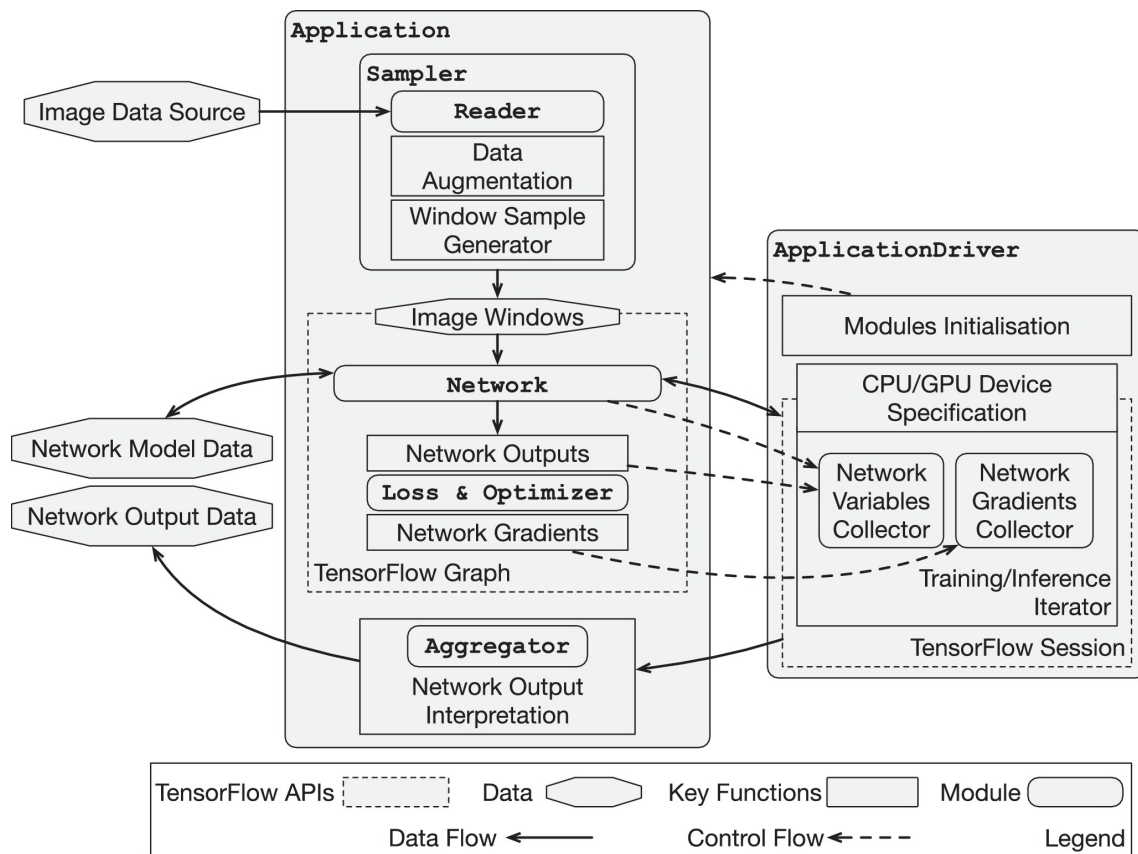 Application
Sampler
Image Data Source
Reader
Data
Augmentation
Window Sample
Generator
ApplicationDriver
Image Windows
Modules Initialisation
Network
CPU/GPU Device
Specification
Network Model Data
Network Outputs
Network
Variables
Collector
Network
Gradients
Collector
Loss & Optimizer
Network Output Data
Network Gradients
TensorFlow Graph
Training/Inference
Iterator
TensorFlow Session
Aggregator
Network Output
Interpretation
TensorFlow APIs
Data
Key Functions
Module
Data Flow
Control Flow
Legend